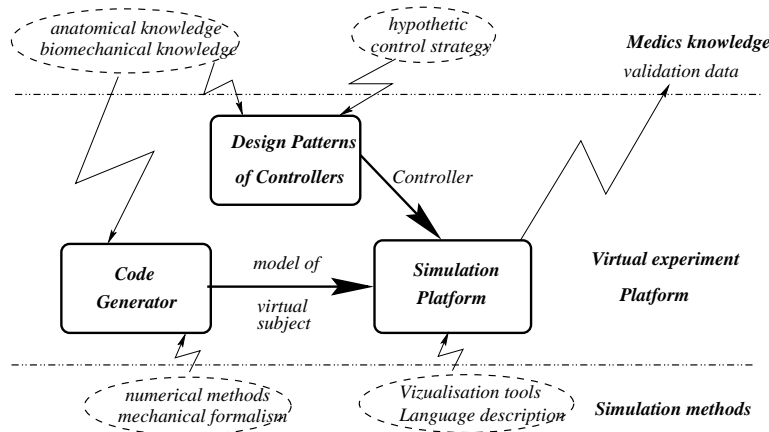 anatomical knowledge
biomechanical knowledge
hypothetic
control strategy
Medics knowledge
validation data
Design Patterns
of Controllers
Controller
Code
Generator
model of
virtual
subject
Simulation
Platform
Virtual experiment
Platform
numerical methods
mechanical formalism
Vizualisation tools
Language description
Simulation methods